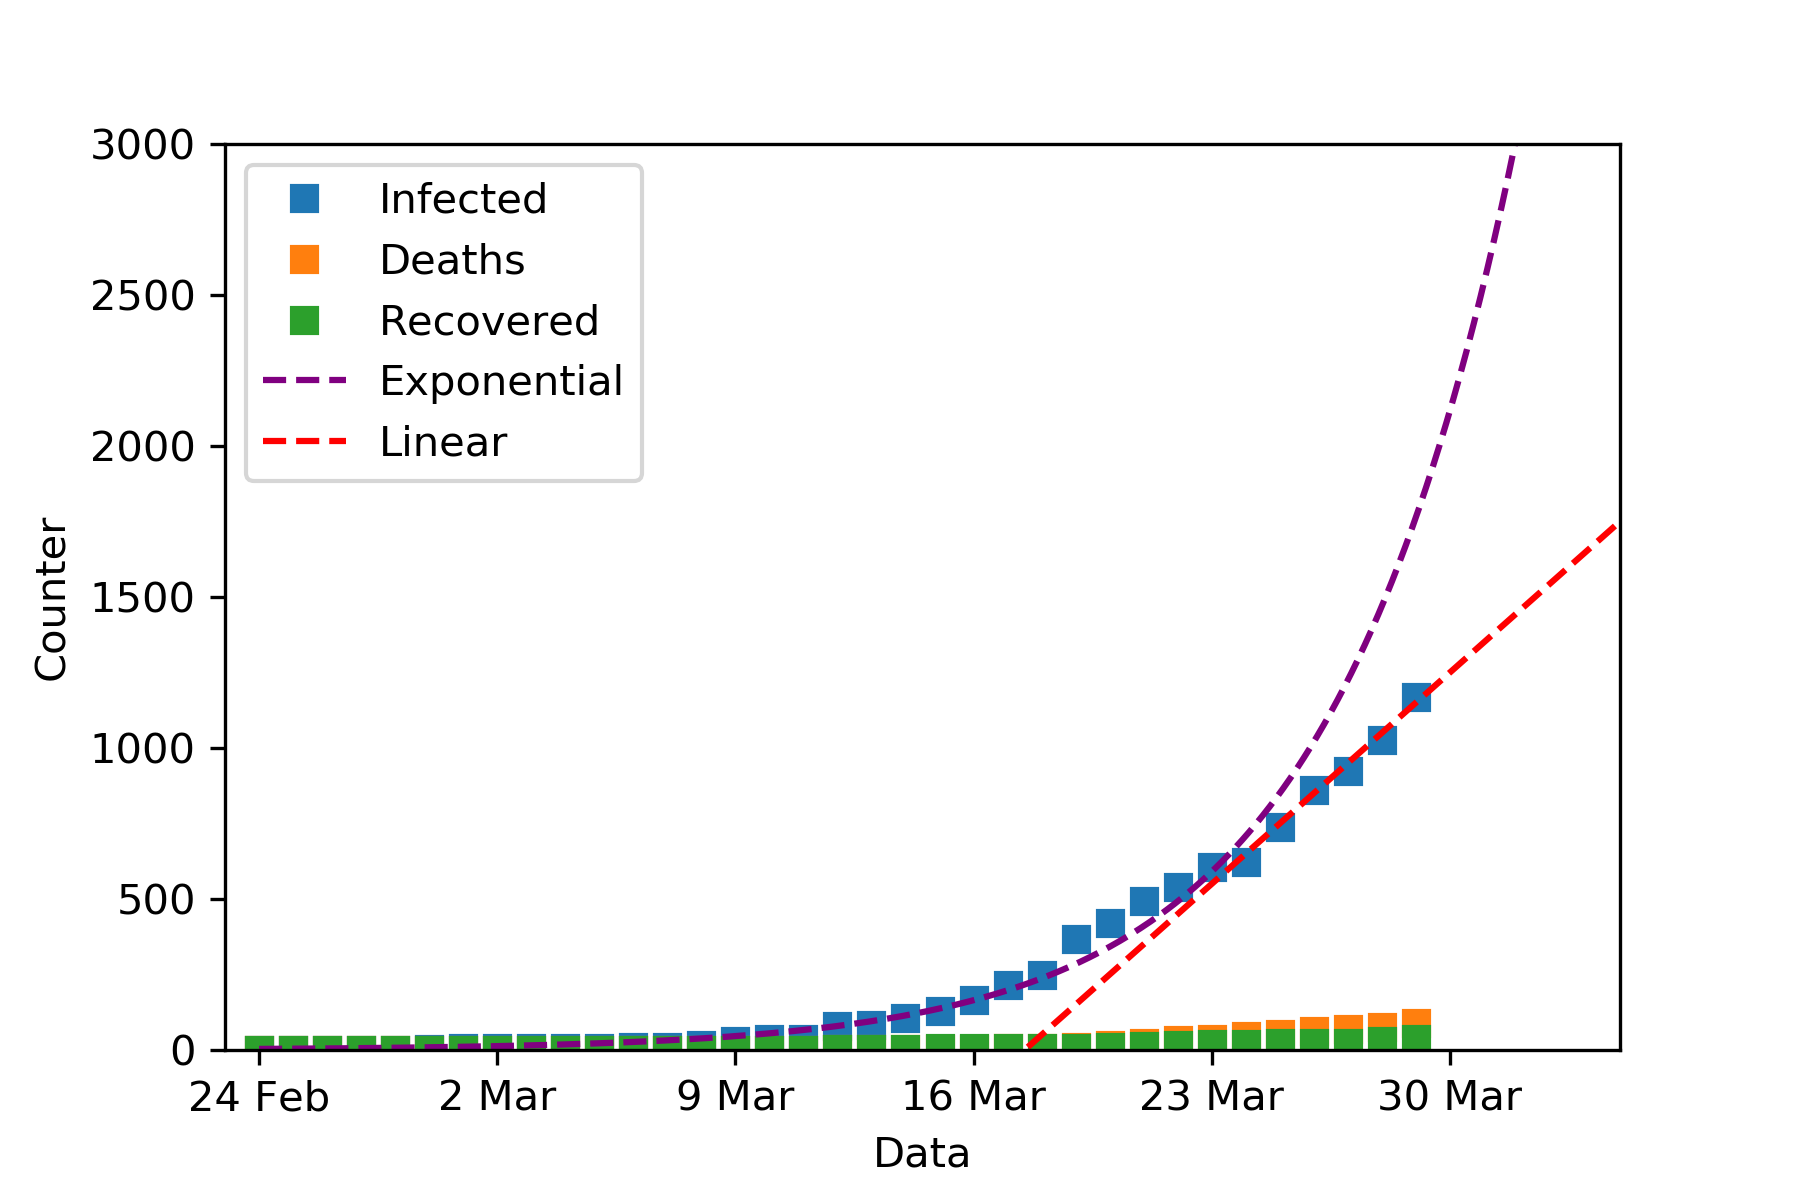 3000
2500
2000
1500
1000
500
0
Counter
Infected
Deaths
Recovered
Exponential
Linear
24 Feb 2 Mar 9 Mar 16 Mar 23 Mar 30 Mar
Data